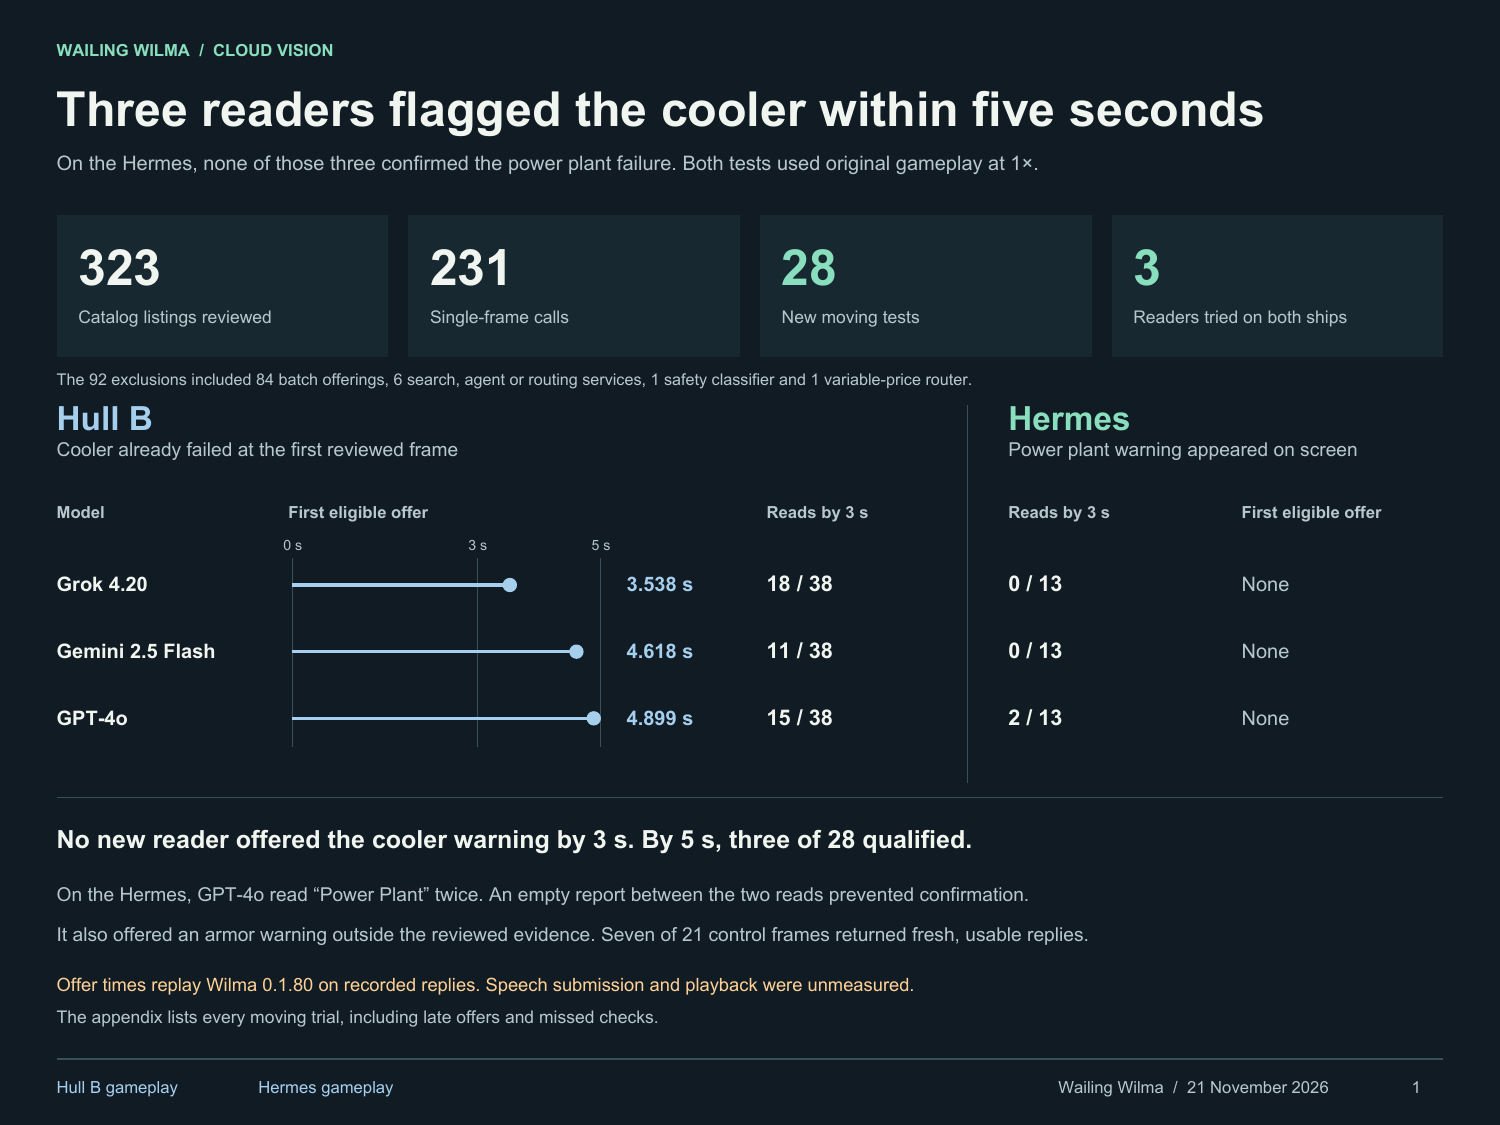 WAILING WILMA / CLOUD VISION
Three readers flagged the cooler within five seconds
On the Hermes, none of those three confirmed the power plant failure. Both tests used original gameplay at 1×.
323
Catalog listings reviewed
231
Single-frame calls
28
New moving tests
3
Readers tried on both ships
The 92 exclusions included 84 batch offerings, 6 search, agent or routing services, 1 safety classifier and 1 variable-price router.
Hull B
Cooler already failed at the first reviewed frame
Hermes
Power plant warning appeared on screen
Model First eligible offer Reads by 3 s Reads by 3 s First eligible offer
0 s 3 s 5 s
Grok 4.20 3.538 s 18 / 38 0 / 13 None
Gemini 2.5 Flash 4.618 s 11 / 38 0 / 13 None
GPT-4o 4.899 s 15 / 38 2 / 13 None
No new reader offered the cooler warning by 3 s. By 5 s, three of 28 qualified.
On the Hermes, GPT-4o read “Power Plant” twice. An empty report between the two reads prevented confirmation.
It also offered an armor warning outside the reviewed evidence. Seven of 21 control frames returned fresh, usable replies.
Offer times replay Wilma 0.1.80 on recorded replies. Speech submission and playback were unmeasured.
The appendix lists every moving trial, including late offers and missed checks.
Hull B gameplay Hermes gameplay Wailing Wilma / 21 November 2026 1